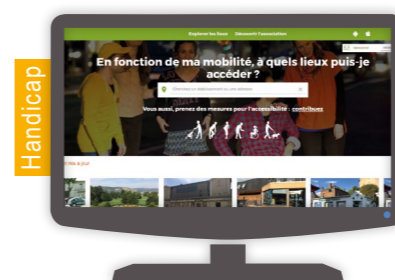 Handicap
Explorer les lieux Découvrir l'association
En fonction de ma mobilité, à quels lieux puis-je
accéder ?
Cherchez un établissement ou une adresse
Vous aussi, prenez des mesures pour l'accessibilité : contribuez